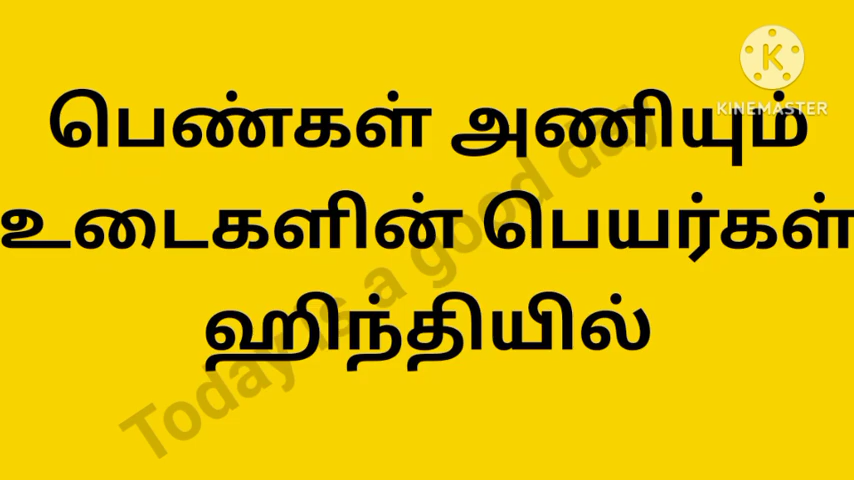 KINEMASTER
பெண்கள் அணியும்
உடைகளின் பெயர்கள்
ஹிந்தியில்
Today is a good day